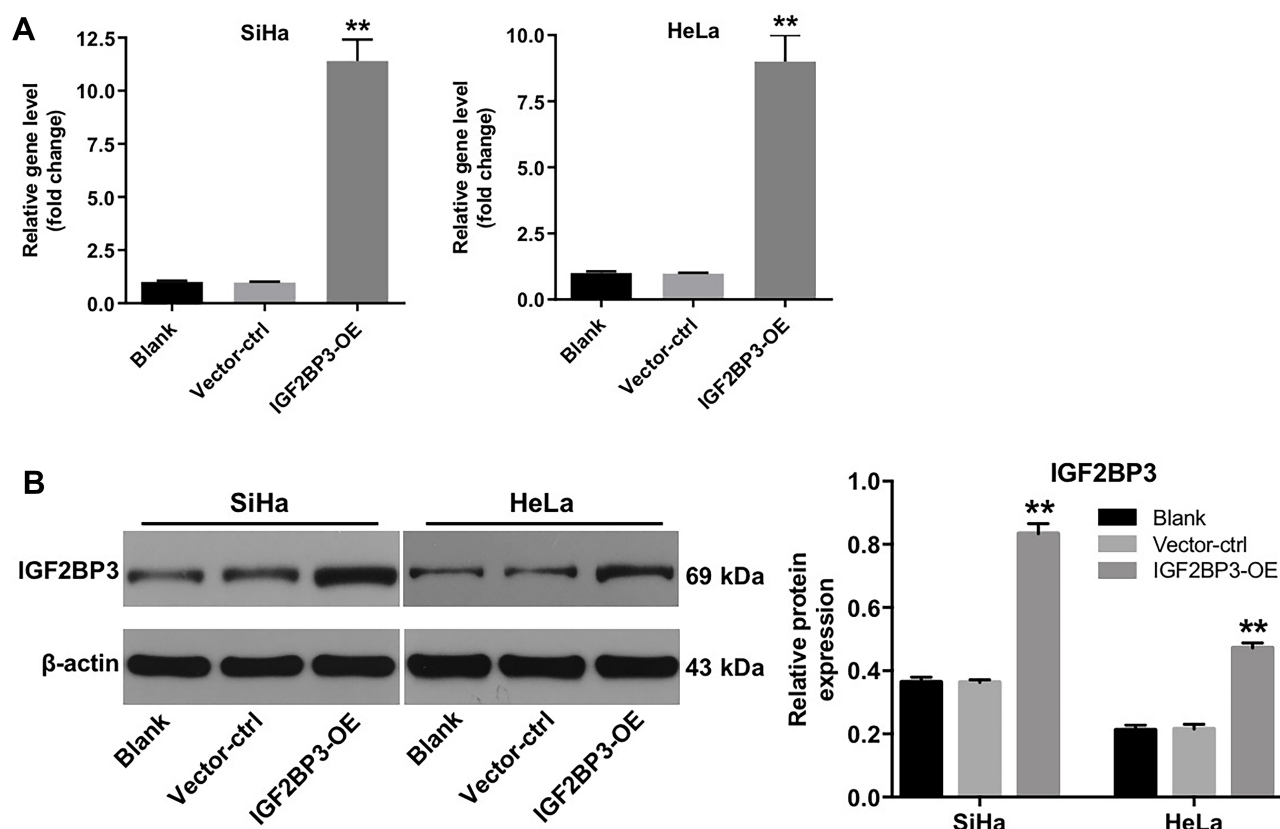 A
SiHa
**
Relative gene level
(fold change)
12.5
10.0
7.5
5.0
2.5
0.0
Blank
Vector-ctrl
IGF2BP3-OE
HeLa
**
Relative gene level
(fold change)
10.0
7.5
5.0
2.5
0.0
Blank
Vector-ctrl
IGF2BP3-OE
B
SiHa
HeLa
IGF2BP3
69 kDa
β-actin
43 kDa
Blank
Vector-ctrl
IGF2BP3-OE
Blank
Vector-ctrl
IGF2BP3-OE
IGF2BP3
Relative protein
expression
1.0
0.8
0.6
0.4
0.2
0.0
**
**
Blank
Vector-ctrl
IGF2BP3-OE
SiHa
HeLa